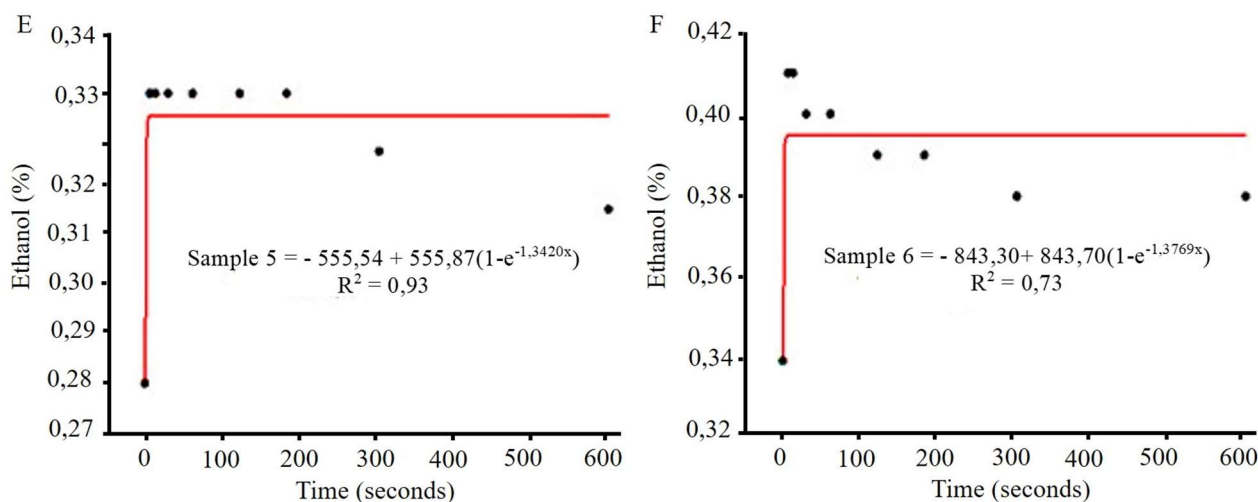 E
0,34
0,33
0,32
0,31
0,30
0,29
0,28
0,27
Ethanol (%)
Sample 5 = - 555,54 + 555,87(1-e^-1,3420x)
R² = 0,93
0 100 200 300 400 500 600
Time (seconds)
F
0,42
0,40
0,38
0,36
0,34
0,32
Ethanol (%)
Sample 6 = - 843,30+ 843,70(1-e^-1,3769x)
R² = 0,73
0 100 200 300 400 500 600
Time (seconds)